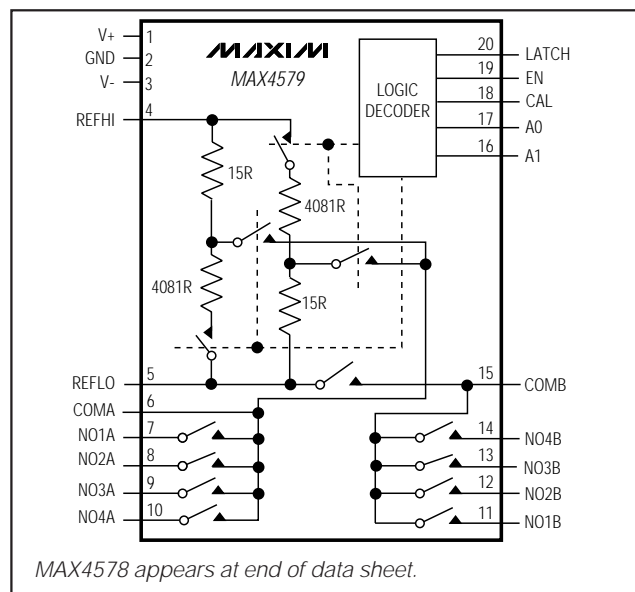 V+ 1
GND 2
V- 3
REFHI 4
MAXIM
MAX4579
LOGIC
DECODER
20 LATCH
19 EN
18 CAL
17 A0
16 A1
15R
4081R
4081R
15R
REFLO 5
COMA 6
NO1A 7
NO2A 8
NO3A 9
NO4A 10
15 COMB
14 NO4B
13 NO3B
12 NO2B
11 NO1B
MAX4578 appears at end of data sheet.